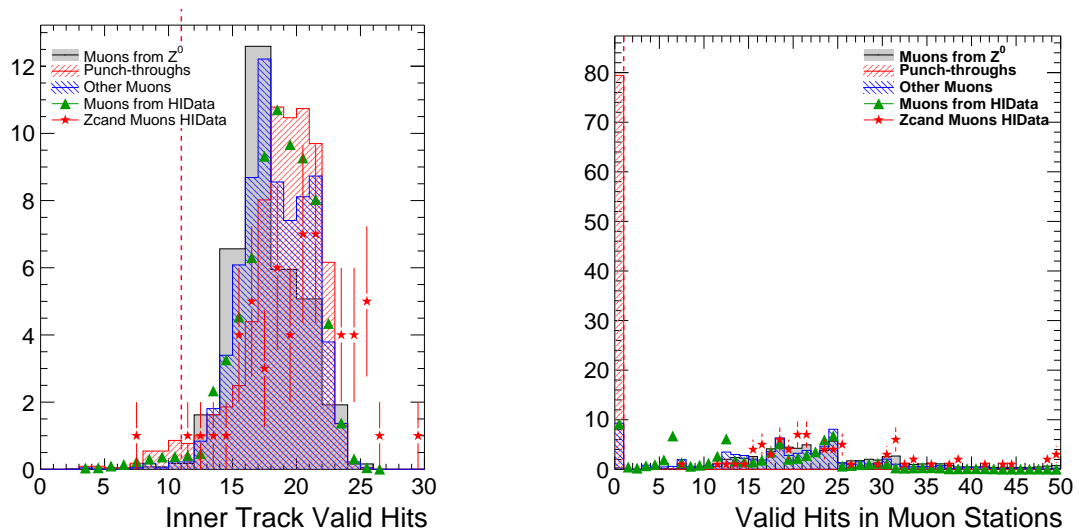 12
10
8
6
4
2
0
0 5 10 15 20 25 30
Inner Track Valid Hits
Muons from Z⁰
Punch-throughs
Other Muons
Muons from HIData
Zcand Muons HIData
80
70
60
50
40
30
20
10
0
0 5 10 15 20 25 30 35 40 45 50
Valid Hits in Muon Stations
Muons from Z⁰
Punch-throughs
Other Muons
Muons from HIData
Zcand Muons HIData